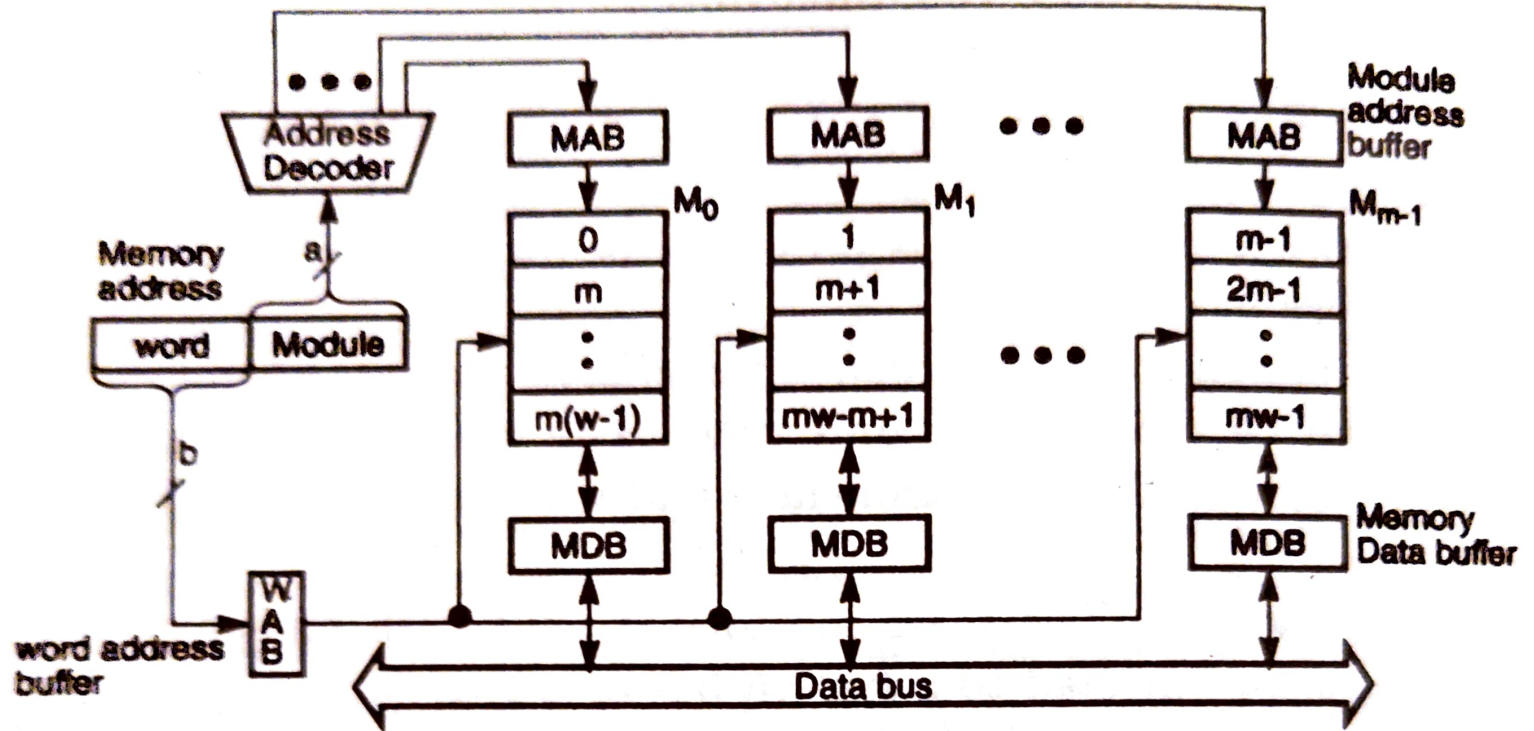 Address
Decoder
MAB
MAB
MAB
Module
address
buffer
M0
M1
Mm-1
Memory
address
a
word
Module
b
0
m
m(w-1)
1
m+1
mw-m+1
m-1
2m-1
mw-1
MDB
MDB
MDB
Memory
Data buffer
W
A
B
word address
buffer
Data bus